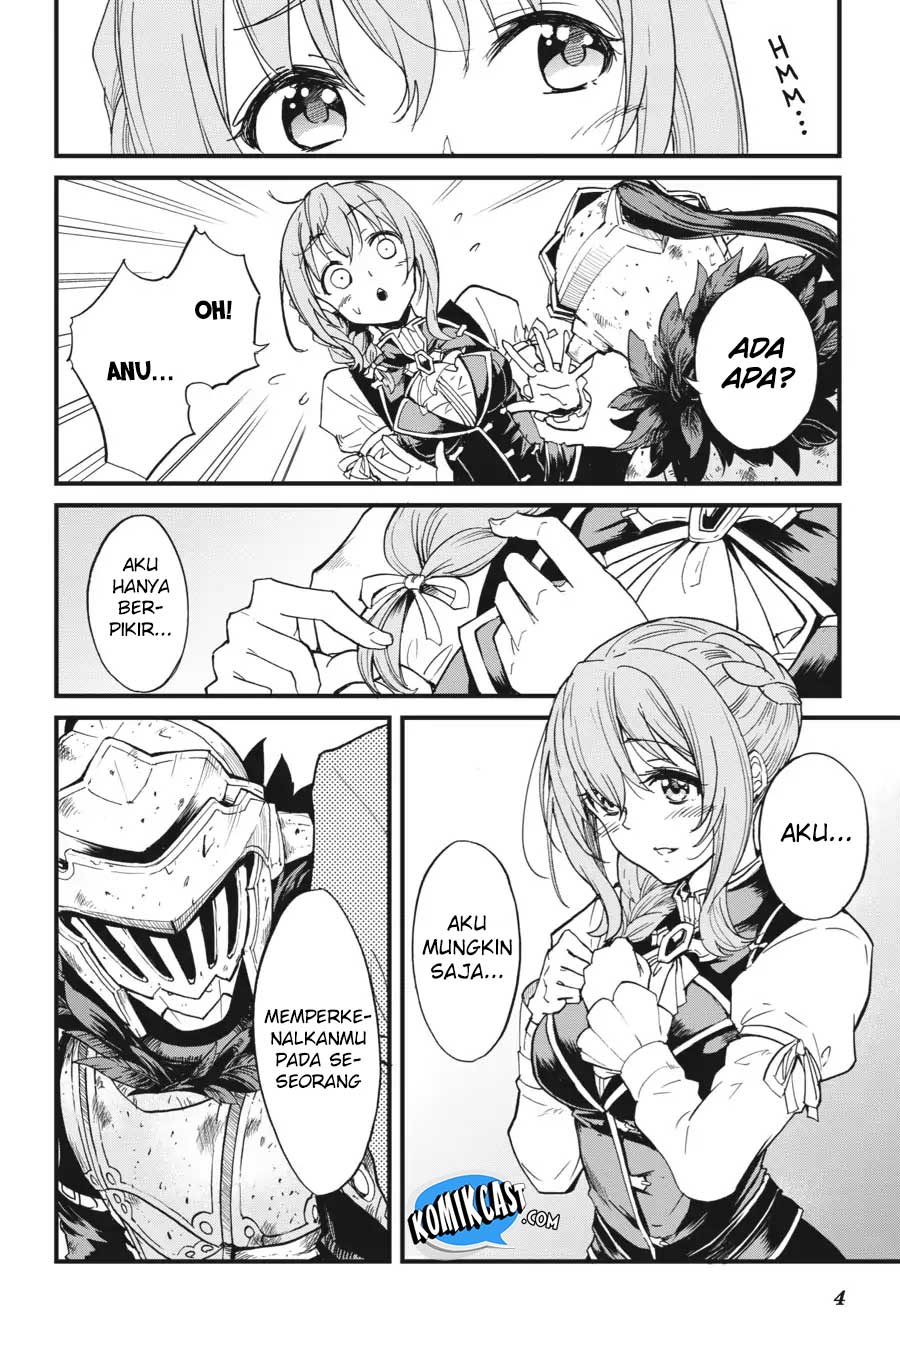 HMM...
ADA
APA?
OH!
ANU...
AKU
HANYA
BER-
PIKIR...
AKU...
AKU
MUNGKIN
SAJA...
MEMPERKE-
NALKANMU
PADA SE-
SEORANG
KOMIKCAST
.COM
4